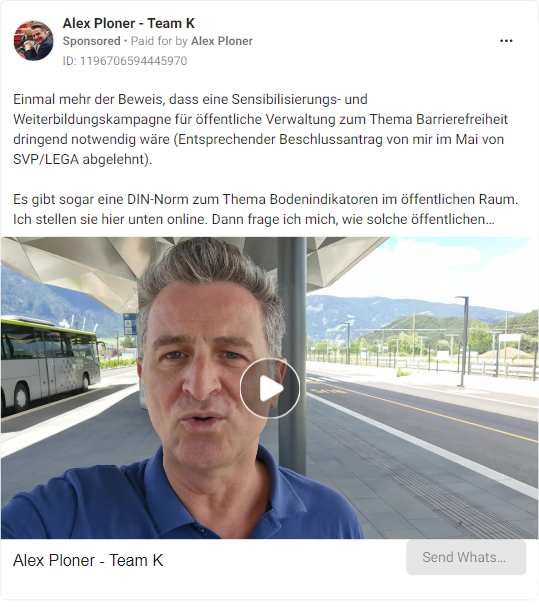 Alex Ploner - Team K
Sponsored • Paid for by Alex Ploner
ID: 1196706594445970
Einmal mehr der Beweis, dass eine Sensibilisierungs- und
Weiterbildungskampagne für öffentliche Verwaltung zum Thema Barrierefreiheit
dringend notwendig wäre (Entsprechender Beschlussantrag von mir im Mai von
SVP/LEGA abgelehnt).
Es gibt sogar eine DIN-Norm zum Thema Bodenindikatoren im öffentlichen Raum.
Ich stellen sie hier unten online. Dann frage ich mich, wie solche öffentlichen…
Alex Ploner - Team K
Send Whats…